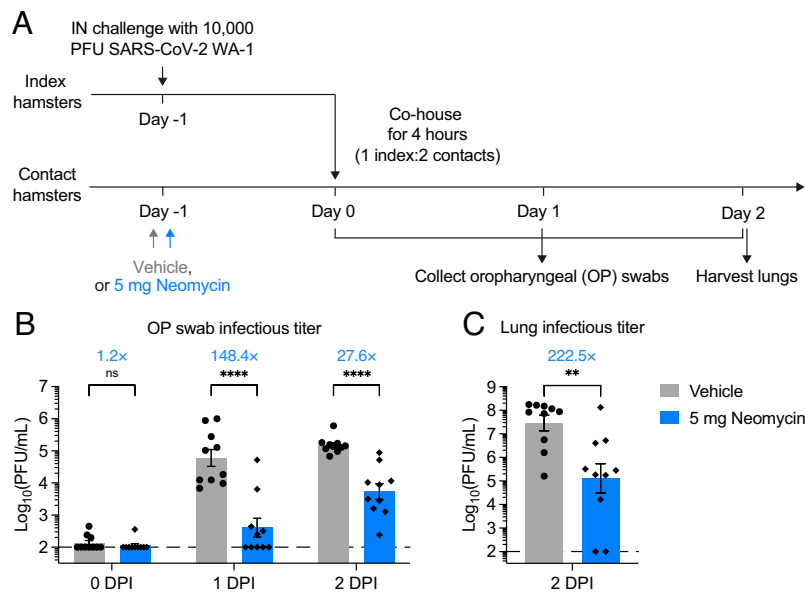 A
IN challenge with 10,000
PFU SARS-CoV-2 WA-1
Index
hamsters
Day -1
Co-house
for 4 hours
(1 index:2 contacts)
Contact
hamsters
Day -1
Day 0
Day 1
Day 2
Vehicle,
or 5 mg Neomycin
Collect oropharyngeal (OP) swabs
Harvest lungs
B
OP swab infectious titer
1.2× 148.4× 27.6×
ns **** ****
Log10(PFU/mL)
7
6
5
4
3
2
0 DPI 1 DPI 2 DPI
C
Lung infectious titer
222.5×
**
Log10(PFU/mL)
9
8
7
6
5
4
3
2
2 DPI
Vehicle
5 mg Neomycin